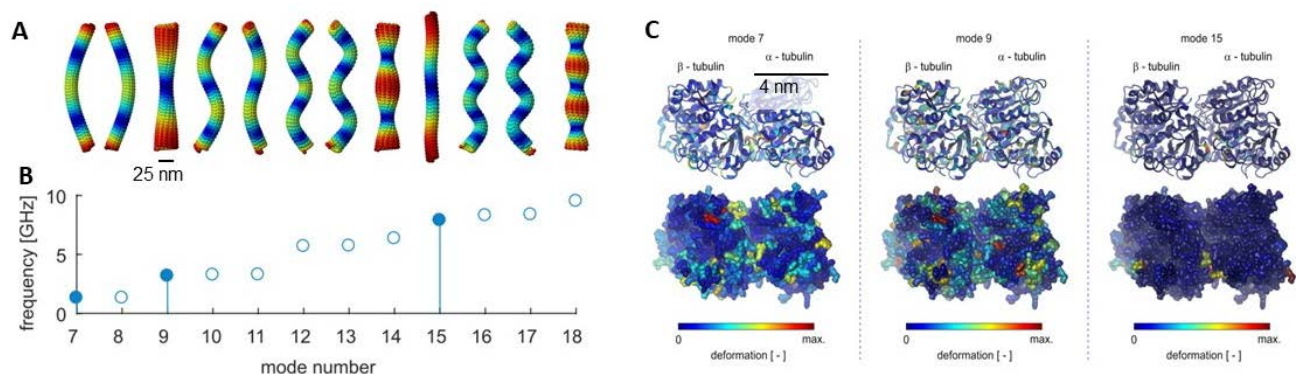 A
25 nm
B
10
5
0
frequency [GHz]
7 8 9 10 11 12 13 14 15 16 17 18
mode number
C
mode 7
β - tubulin
α - tubulin
4 nm
0 max.
deformation [ - ]
mode 9
β - tubulin
α - tubulin
0 max.
deformation [ - ]
mode 15
β - tubulin
α - tubulin
0 max.
deformation [ - ]